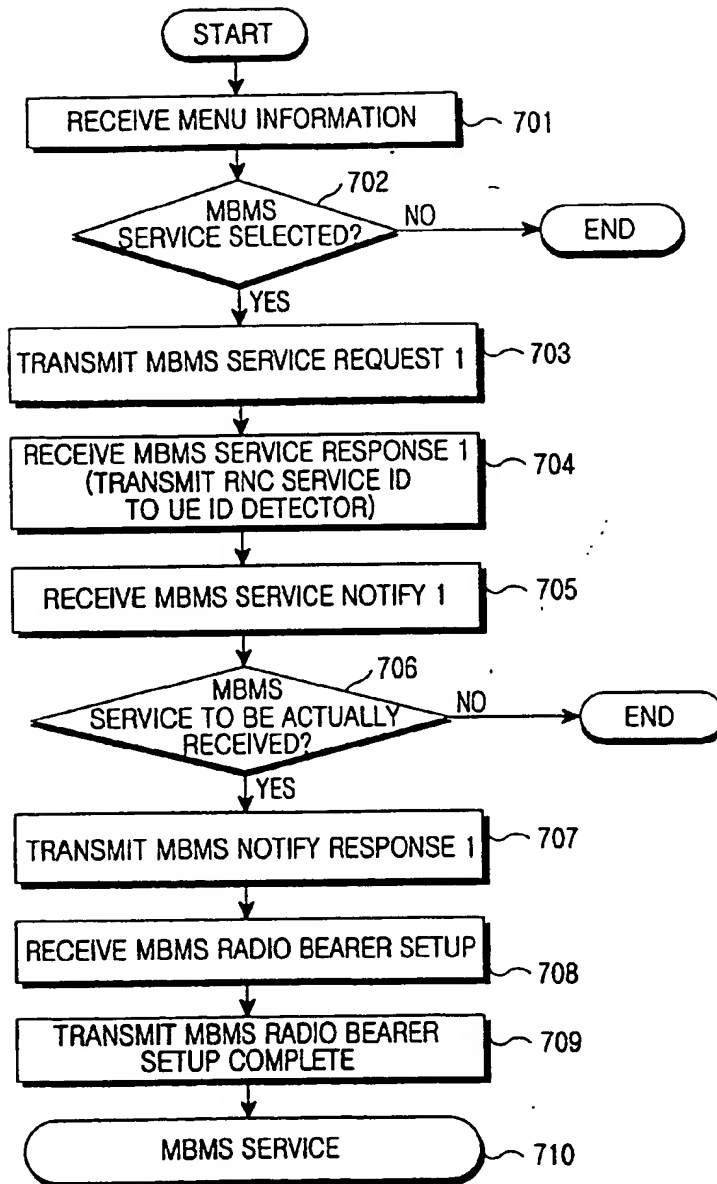 START
RECEIVE MENU INFORMATION
701
702
MBMS
SERVICE SELECTED?
NO
END
YES
TRANSMIT MBMS SERVICE REQUEST 1
703
RECEIVE MBMS SERVICE RESPONSE 1
(TRANSMIT RNC SERVICE ID
TO UE ID DETECTOR)
704
RECEIVE MBMS SERVICE NOTIFY 1
705
706
MBMS
SERVICE TO BE ACTUALLY
RECEIVED?
NO
END
YES
TRANSMIT MBMS NOTIFY RESPONSE 1
707
RECEIVE MBMS RADIO BEARER SETUP
708
TRANSMIT MBMS RADIO BEARER
SETUP COMPLETE
709
MBMS SERVICE
710